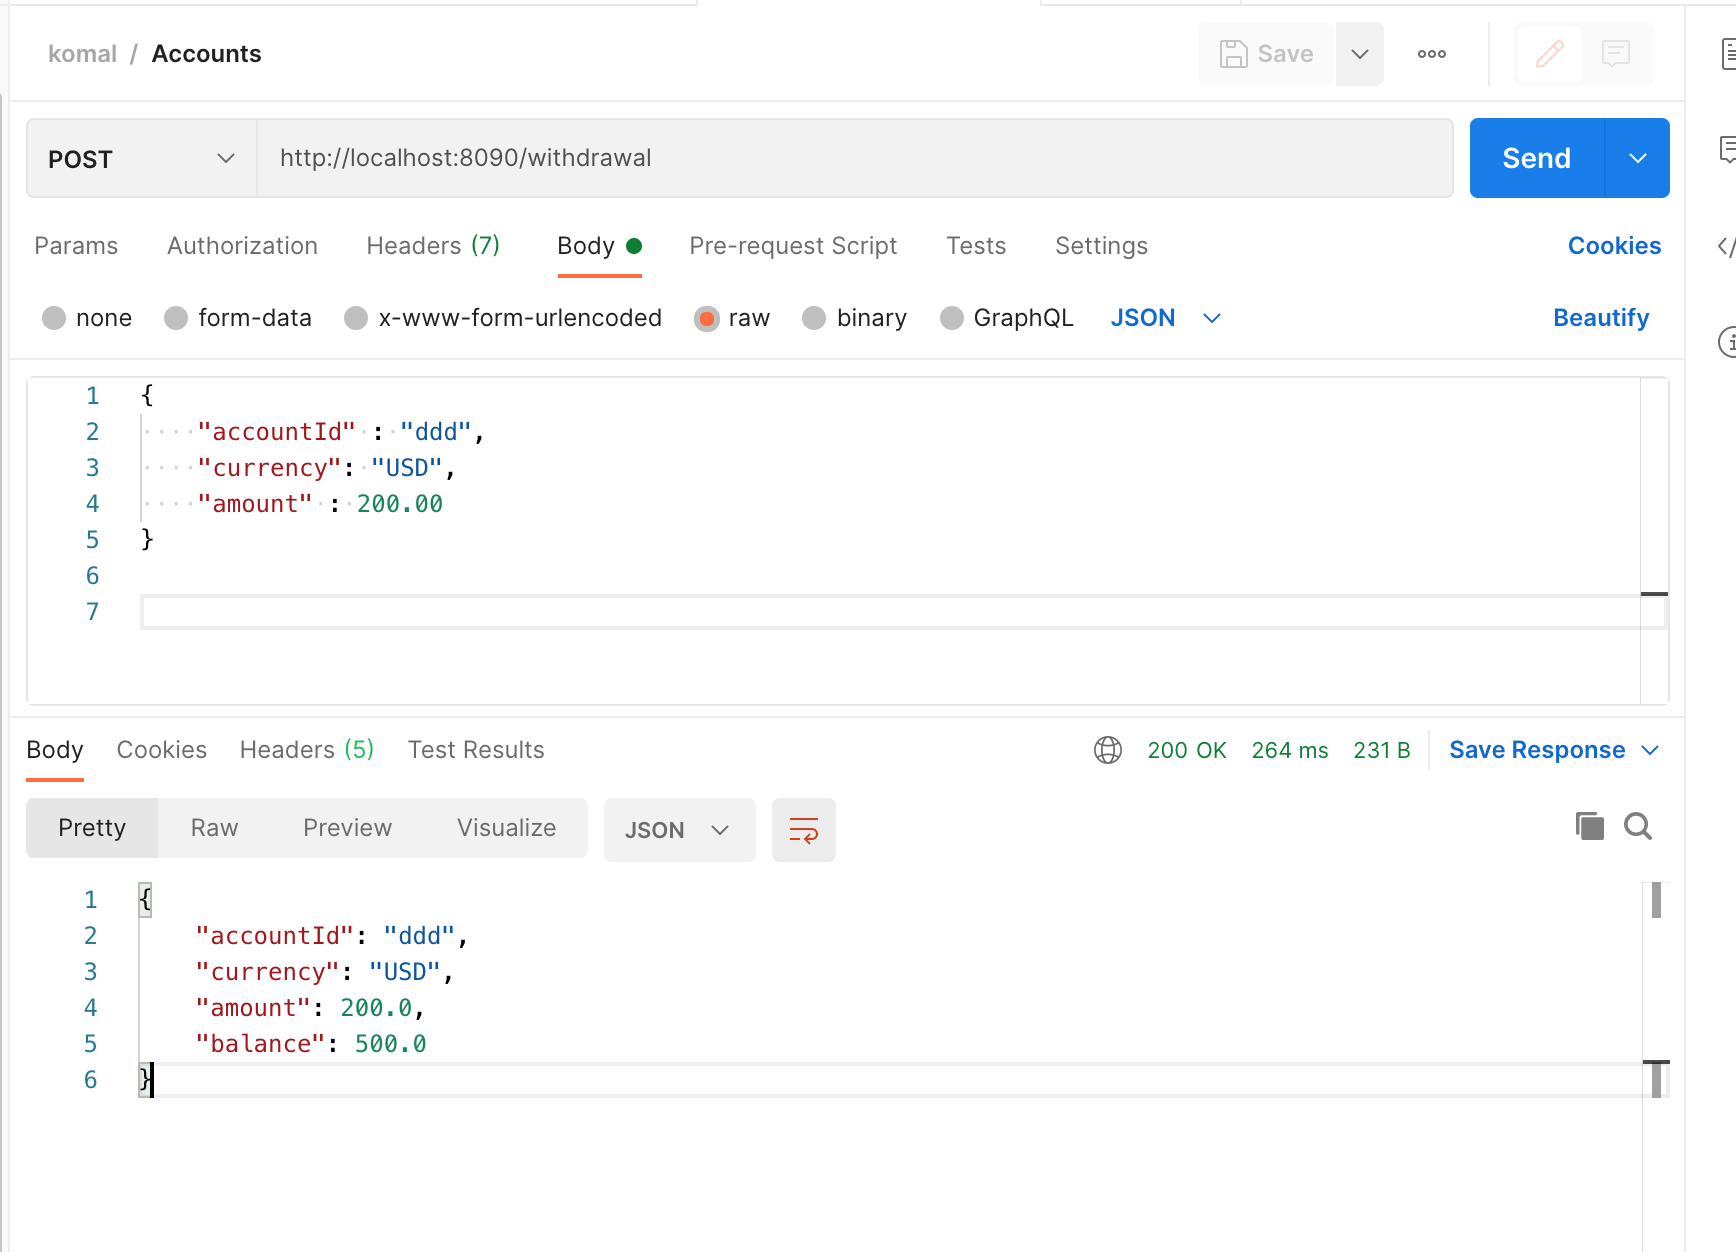 komal / Accounts
Save
POST http://localhost:8090/withdrawal Send
Params Authorization Headers (7) Body Pre-request Script Tests Settings Cookies
none form-data x-www-form-urlencoded raw binary GraphQL JSON Beautify
1 {
2 "accountId" : "ddd",
3 "currency": "USD",
4 "amount" : 200.00
5 }
6
7
Body Cookies Headers (5) Test Results 200 OK 264 ms 231 B Save Response
Pretty Raw Preview Visualize JSON
1 {
2 "accountId": "ddd",
3 "currency": "USD",
4 "amount": 200.0,
5 "balance": 500.0
6 }